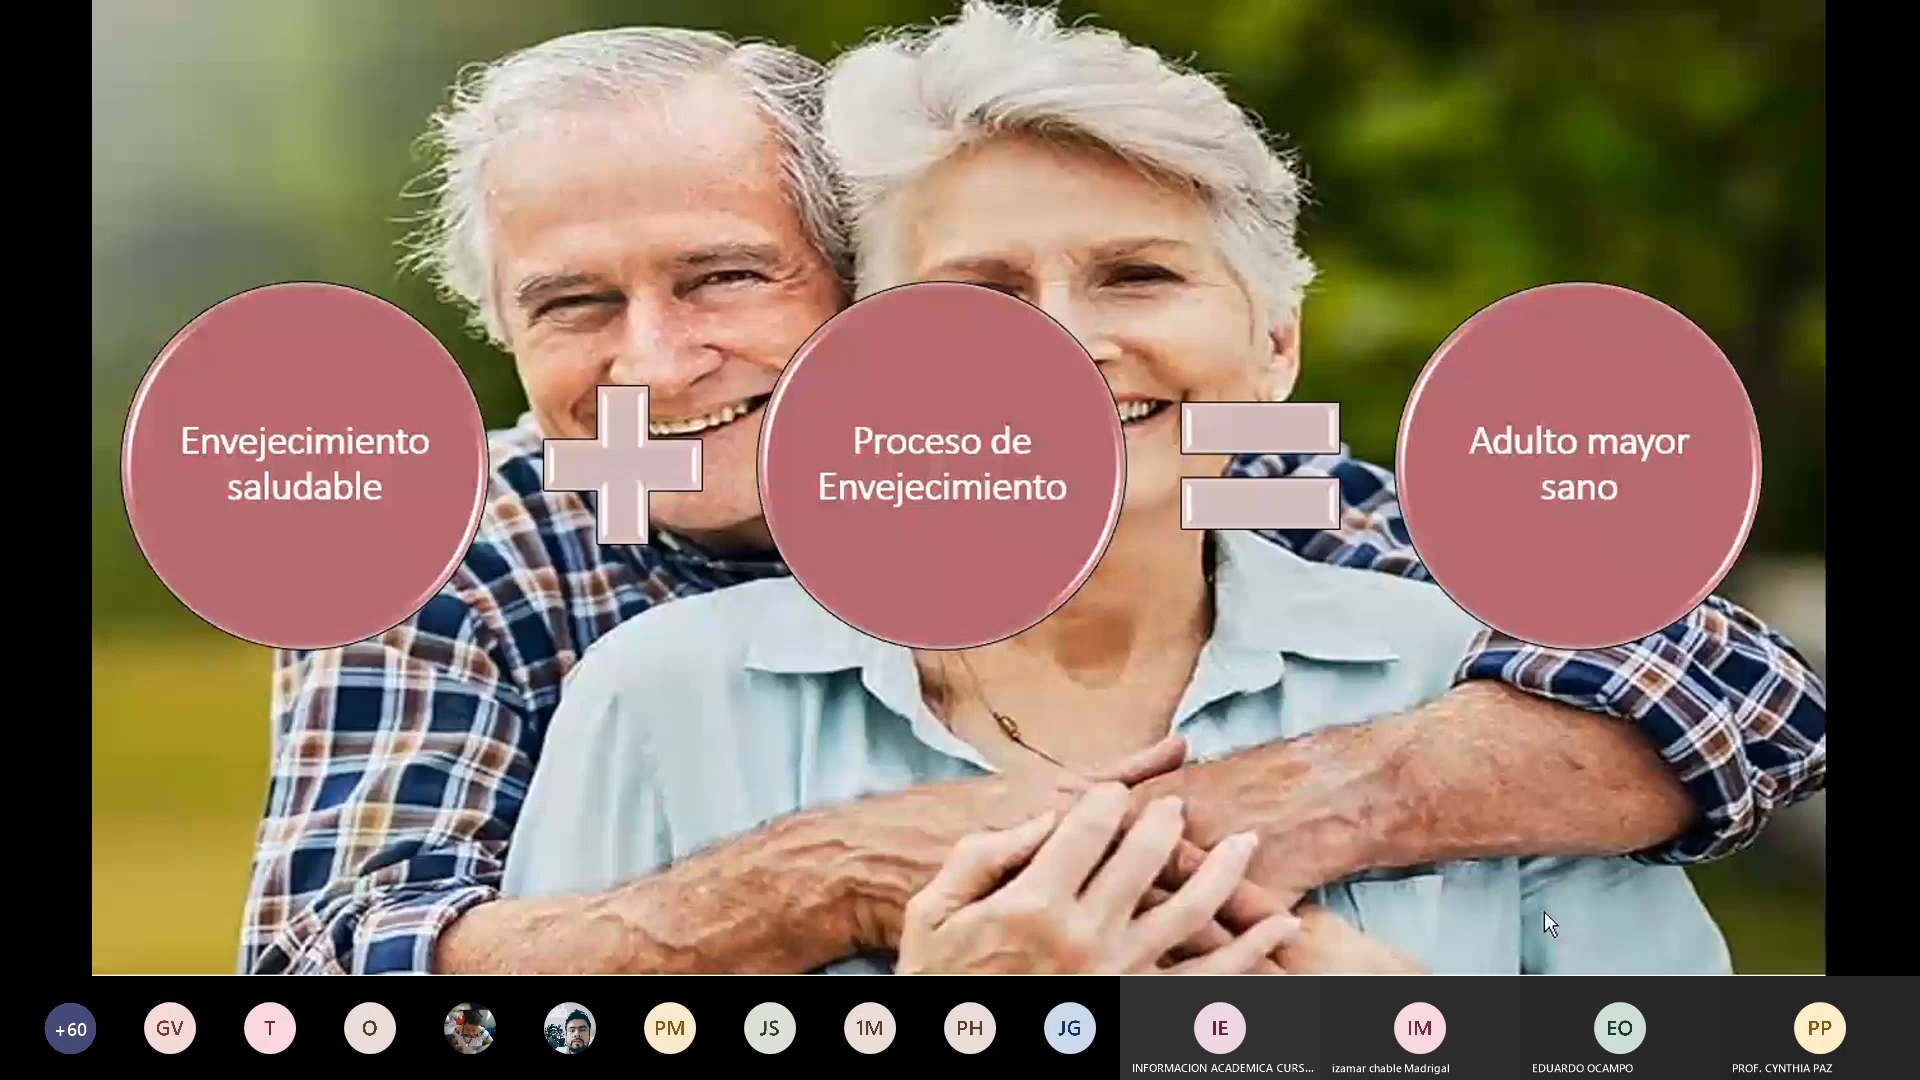 Envejecimiento
saludable
Proceso de
Envejecimiento
Adulto mayor
sano
+60
GV
T
O
PM
JS
1M
PH
JG
IE
IM
EO
PP
INFORMACION ACADEMICA CURS...
izamar chable Madrigal
EDUARDO OCAMPO
PROF. CYNTHIA PAZ